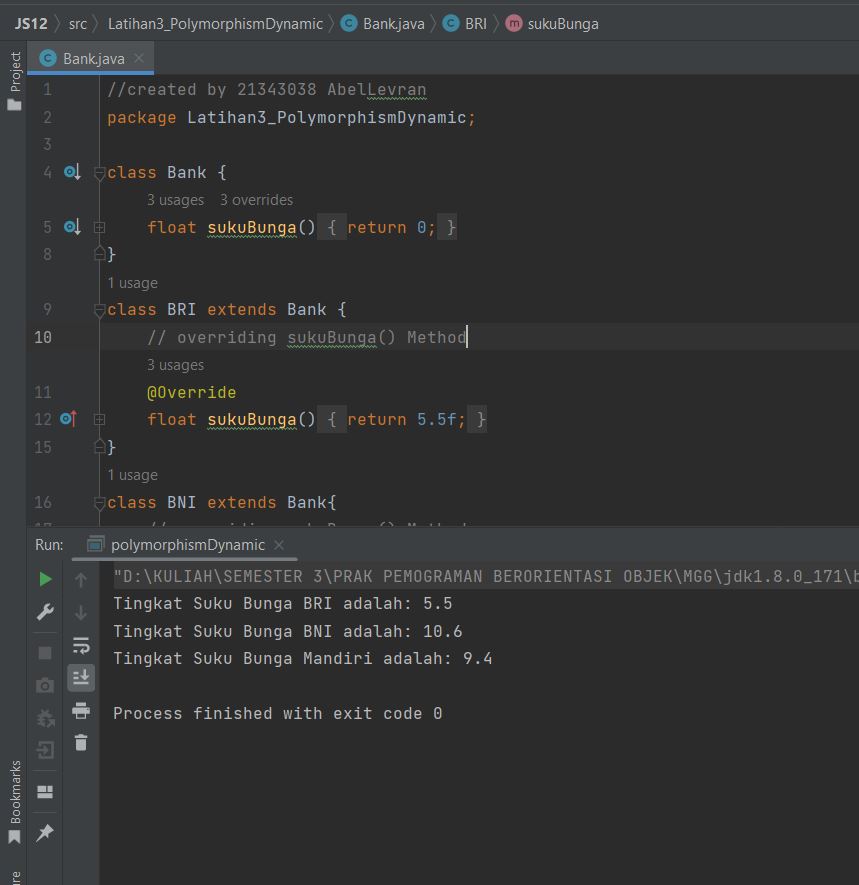 JS12 src Latihan3_PolymorphismDynamic Bank.java BRI sukuBunga
Project
Bank.java
1 //created by 21343038 AbelLevran
2 package Latihan3_PolymorphismDynamic;
3
4 class Bank {
3 usages 3 overrides
5 float sukuBunga() { return 0; }
8 }
1 usage
9 class BRI extends Bank {
10 // overriding sukuBunga() Method
3 usages
11 @Override
12 float sukuBunga() { return 5.5f; }
15 }
1 usage
16 class BNI extends Bank{
Run: polymorphismDynamic
"D:\KULIAH\SEMESTER 3\PRAK PEMOGRAMAN BERORIENTASI OBJEK\MGG\jdk1.8.0_171\b
Tingkat Suku Bunga BRI adalah: 5.5
Tingkat Suku Bunga BNI adalah: 10.6
Tingkat Suku Bunga Mandiri adalah: 9.4
Process finished with exit code 0
Bookmarks